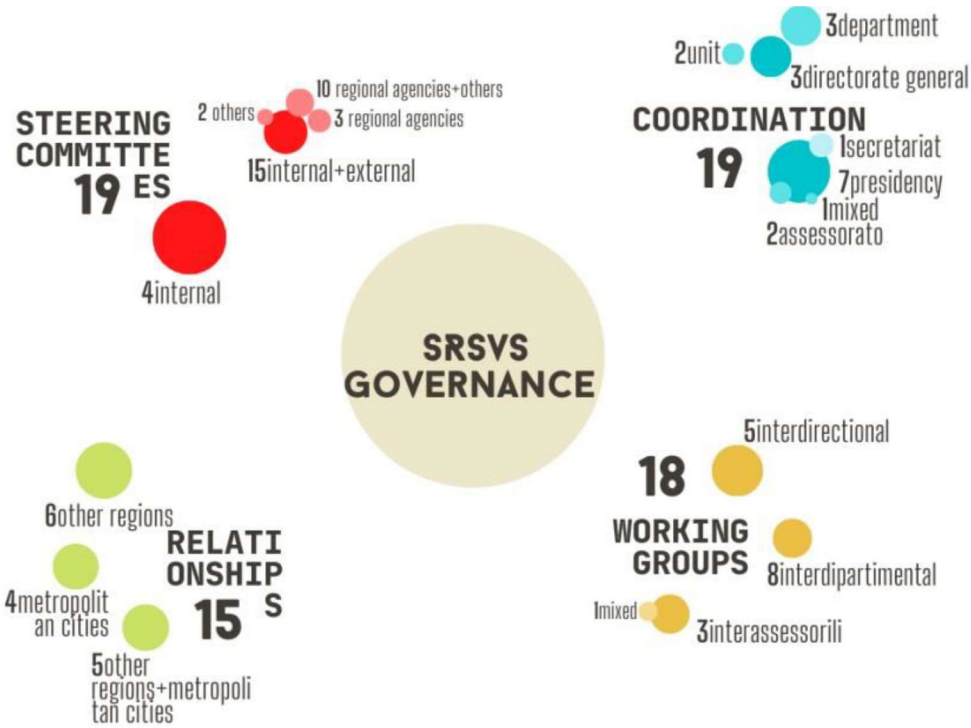 STEERING
COMMITTE
19 ES
2 others
10 regional agencies+others
3 regional agencies
15internal+external
4internal
2unit
3department
3directorate general
COORDINATION
19
1secretariat
7presidency
1mixed
2assessorato
SRSVS
GOVERNANCE
6other regions
4metropolit
an cities
5other
regions+metropoli
tan cities
RELATI
ONSHIP
15 S
5interdirectional
18
WORKING
GROUPS
8interdipartimental
1mixed
3interassessorili